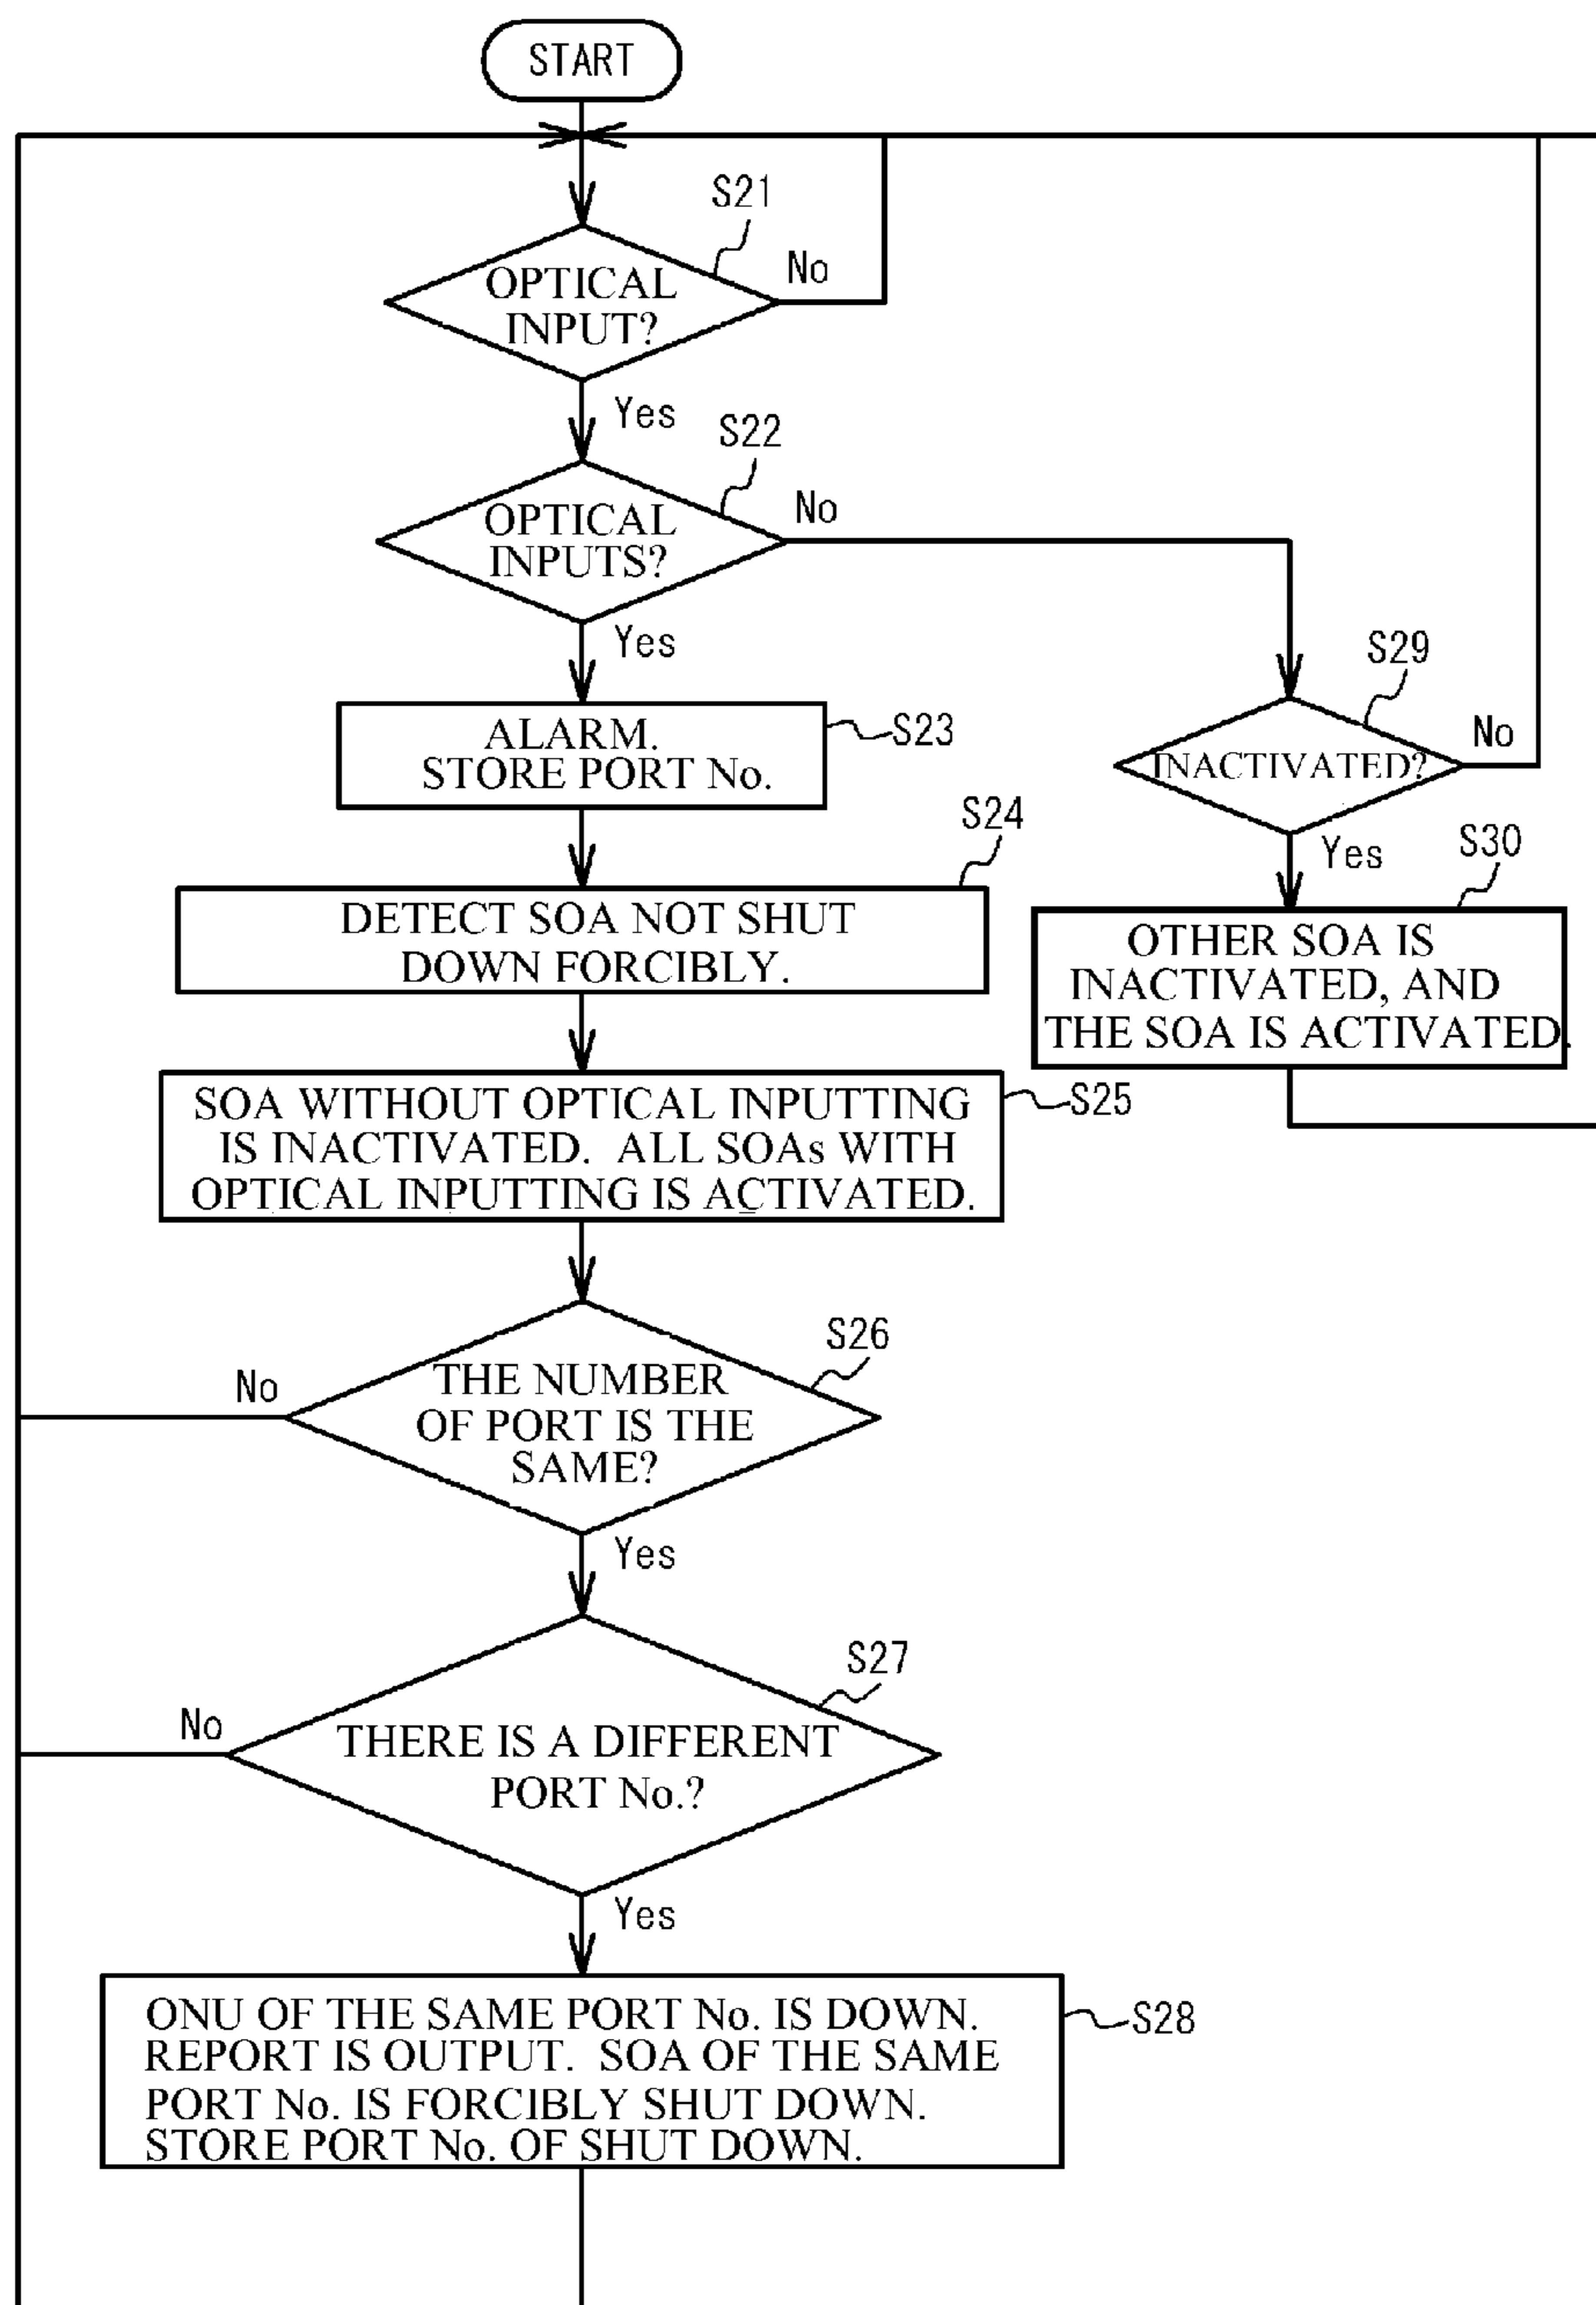 START
S21
OPTICAL
INPUT?
No
Yes
S22
OPTICAL
INPUTS?
No
Yes
S23
ALARM.
STORE PORT No.
S29
INACTIVATED?
No
Yes
S24
DETECT SOA NOT SHUT
DOWN FORCIBLY.
S30
OTHER SOA IS
INACTIVATED, AND
THE SOA IS ACTIVATED.
S25
SOA WITHOUT OPTICAL INPUTTING
IS INACTIVATED. ALL SOAs WITH
OPTICAL INPUTTING IS ACTIVATED.
S26
THE NUMBER
OF PORT IS THE
SAME?
No
Yes
S27
THERE IS A DIFFERENT
PORT No.?
No
Yes
S28
ONU OF THE SAME PORT No. IS DOWN.
REPORT IS OUTPUT. SOA OF THE SAME
PORT No. IS FORCIBLY SHUT DOWN.
STORE PORT No. OF SHUT DOWN.